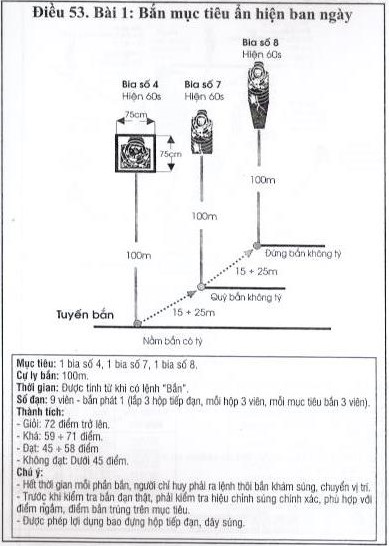 Điều 53. Bài 1: Bắn mục tiêu ẩn hiện ban ngày
Bia số 8
Hiện 60s
Bia số 4
Hiện 60s
Bia số 7
Hiện 60s
75cm
75cm
100m
100m
100m
Đứng bắn không tỳ
15 ÷ 25m
Quỳ bắn không tỳ
15 ÷ 25m
Tuyến bắn
Nằm bắn có tỳ
Mục tiêu: 1 bia số 4, 1 bia số 7, 1 bia số 8.
Cự ly bắn: 100m.
Thời gian: Được tính từ khi có lệnh "Bắn".
Số đạn: 9 viên - bắn phát 1 (lắp 3 hộp tiếp đạn, mỗi hộp 3 viên, mỗi mục tiêu bắn 3 viên).
Thành tích:
- Giỏi: 72 điểm trở lên.
- Khá: 59 ÷ 71 điểm.
- Đạt: 45 ÷ 58 điểm
- Không đạt: Dưới 45 điểm.
Chú ý:
- Hết thời gian mỗi phần bắn, người chỉ huy phải ra lệnh thôi bắn khám súng, chuyển vị trí.
- Trước khi kiểm tra bắn đạn thật, phải kiểm tra hiệu chỉnh súng chính xác, phù hợp với
điểm ngắm, điểm bắn trúng trên mục tiêu.
- Được phép lợi dụng bao đựng hộp tiếp đạn, dây súng.